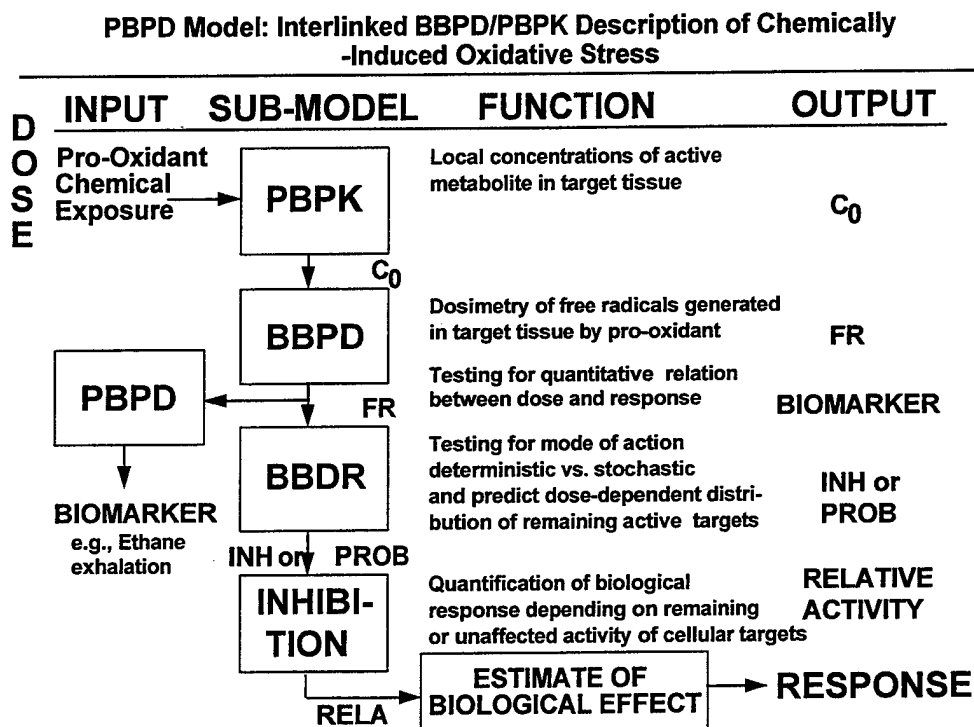 PBPD Model: Interlinked BBPD/PBPK Description of Chemically
-Induced Oxidative Stress
DOSE
INPUT SUB-MODEL FUNCTION OUTPUT
Pro-Oxidant
Chemical
Exposure
PBPK
Local concentrations of active
metabolite in target tissue
C0
C0
BBPD
Dosimetry of free radicals generated
in target tissue by pro-oxidant
FR
PBPD
FR
Testing for quantitative relation
between dose and response
BIOMARKER
BIOMARKER
e.g., Ethane
exhalation
BBDR
Testing for mode of action
deterministic vs. stochastic
and predict dose-dependent distri-
bution of remaining active targets
INH or
PROB
INH or PROB
INHIBI-
TION
Quantification of biological
response depending on remaining
or unaffected activity of cellular targets
RELATIVE
ACTIVITY
RELA
ESTIMATE OF
BIOLOGICAL EFFECT
RESPONSE